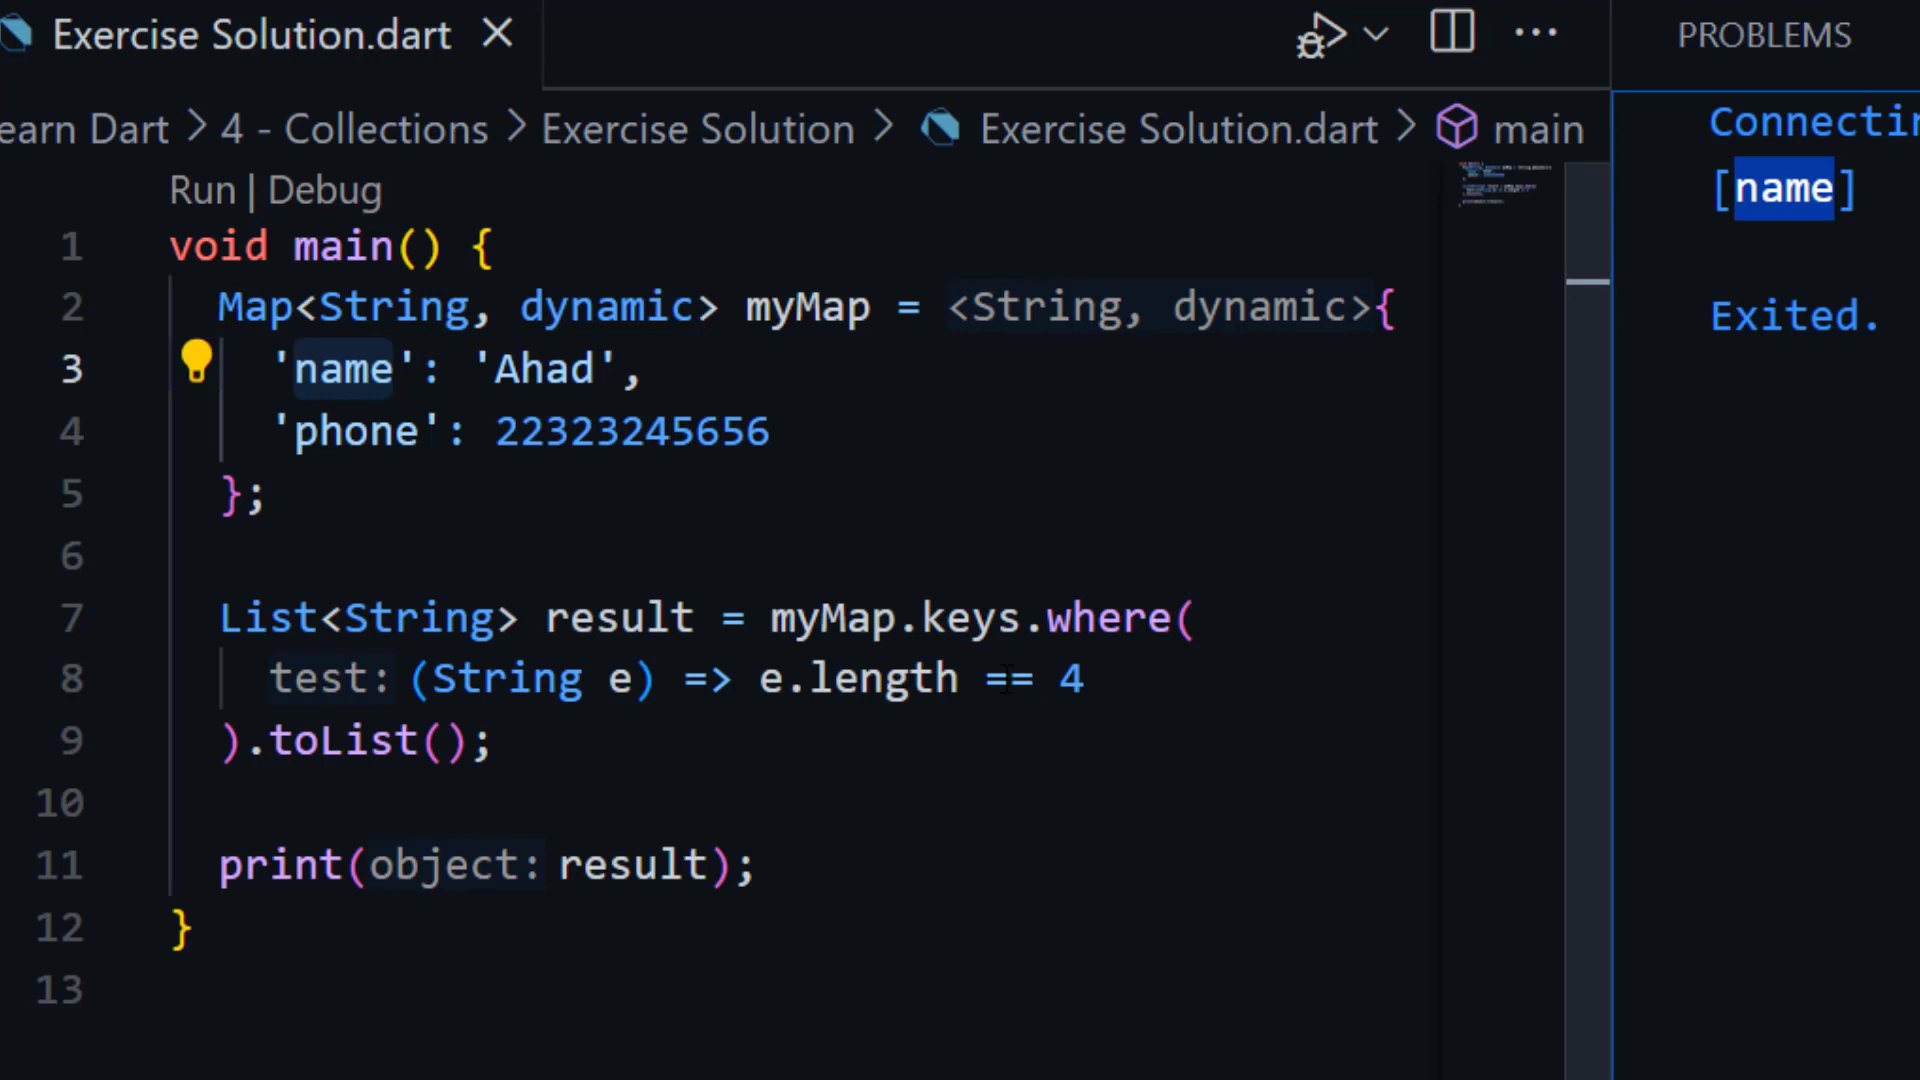 Exercise Solution.dart
PROBLEMS
earn Dart > 4 - Collections > Exercise Solution > Exercise Solution.dart > main
Connectin
Run | Debug
[name]
1 void main() {
2 Map<String, dynamic> myMap = <String, dynamic>{
Exited.
3 'name': 'Ahad',
4 'phone': 22323245656
5 };
6
7 List<String> result = myMap.keys.where(
8 test: (String e) => e.length == 4
9 ).toList();
10
11 print(object: result);
12 }
13